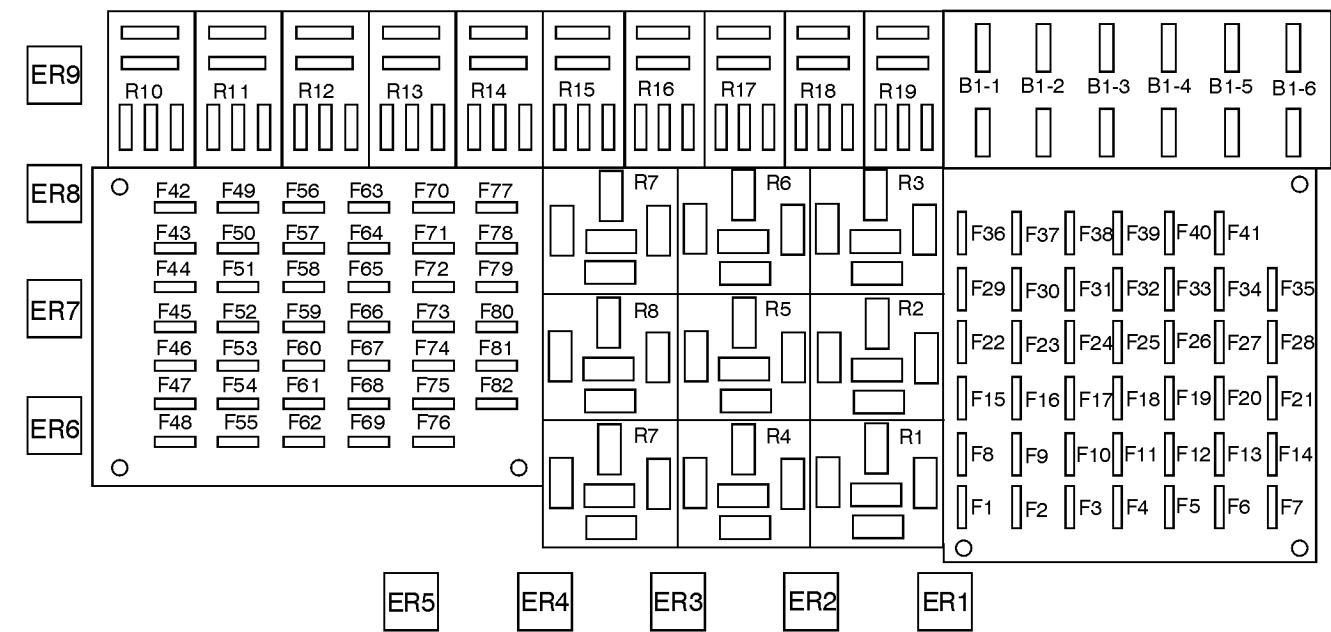 ER9
R10 R11 R12 R13 R14 R15 R16 R17 R18 R19
B1-1 B1-2 B1-3 B1-4 B1-5 B1-6
ER8
F42 F49 F56 F63 F70 F77
R7 R6 R3
F43 F50 F57 F64 F71 F78
F36 F37 F38 F39 F40 F41
F44 F51 F58 F65 F72 F79
F29 F30 F31 F32 F33 F34 F35
ER7
F45 F52 F59 F66 F73 F80
R8 R5 R2
F46 F53 F60 F67 F74 F81
F22 F23 F24 F25 F26 F27 F28
F47 F54 F61 F68 F75 F82
F15 F16 F17 F18 F19 F20 F21
ER6
F48 F55 F62 F69 F76
R7 R4 R1
F8 F9 F10 F11 F12 F13 F14
F1 F2 F3 F4 F5 F6 F7
ER5 ER4 ER3 ER2 ER1